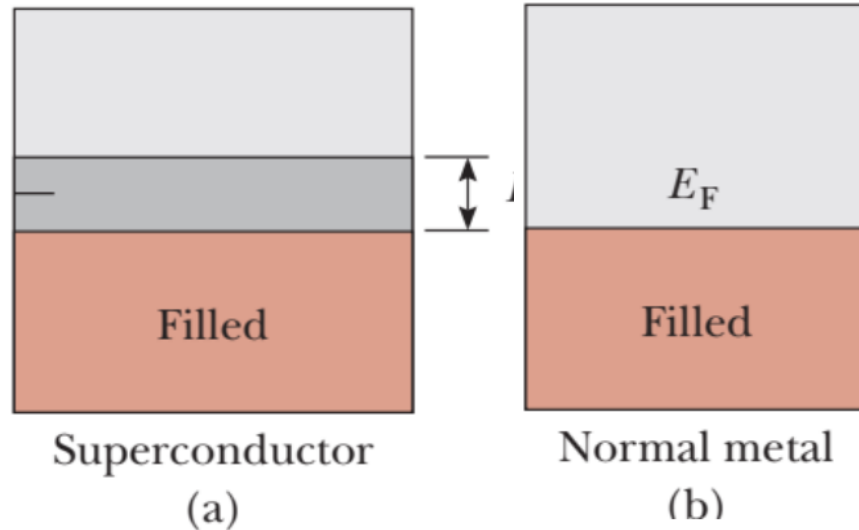 E_F
Filled
Filled
Superconductor
Normal metal
(a)
(b)